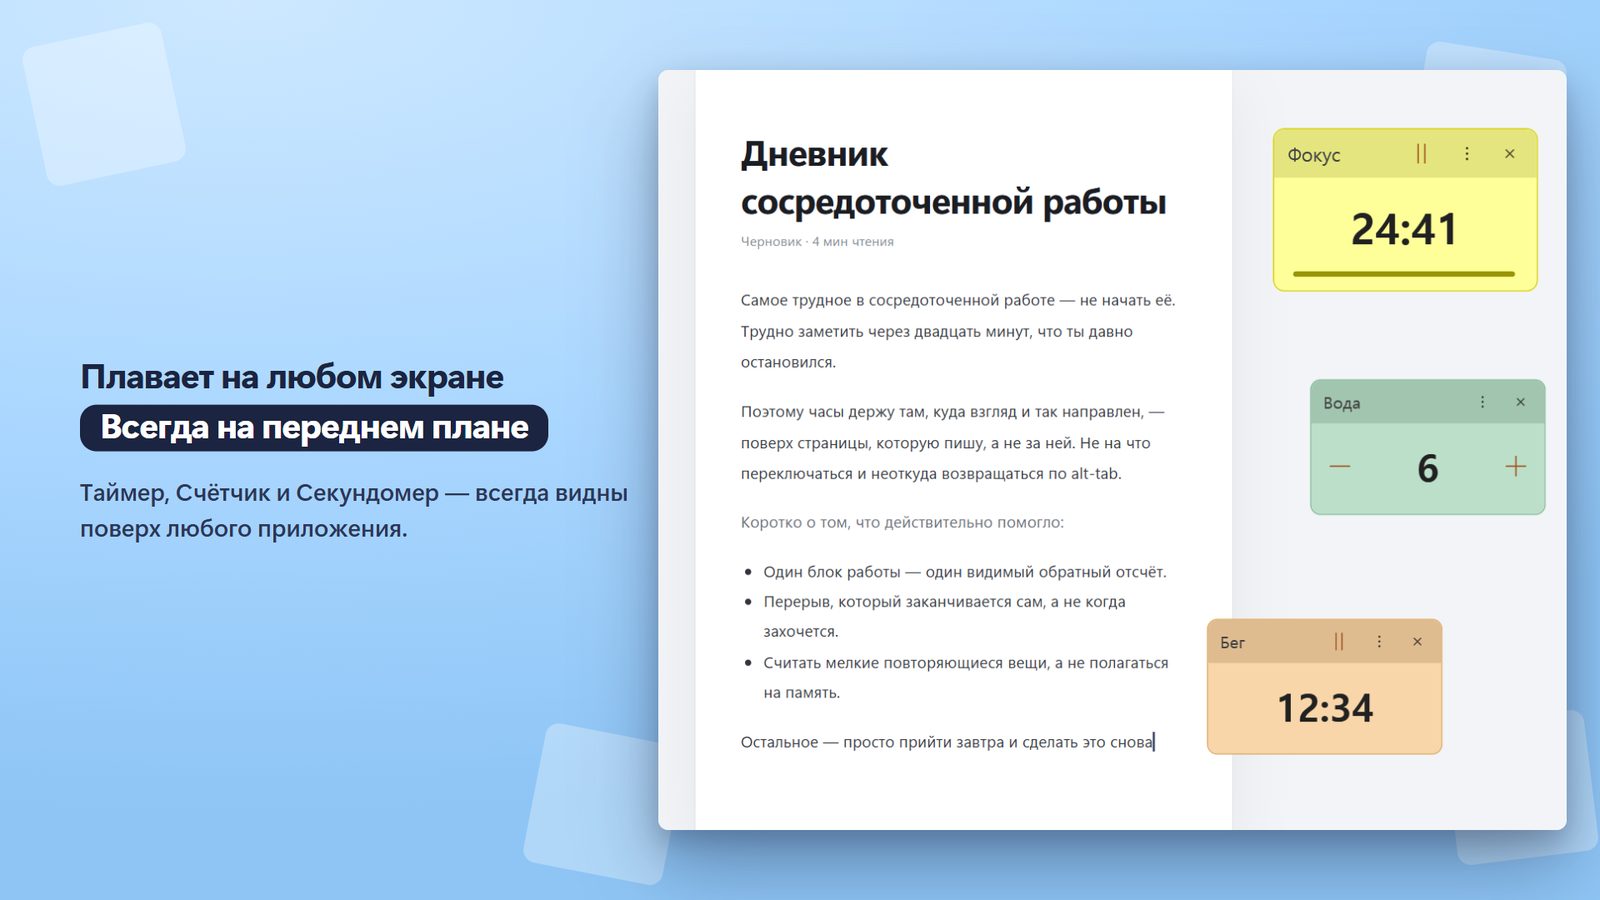 Плавает на любом экране
Всегда на переднем плане
Таймер, Счётчик и Секундомер — всегда видны
поверх любого приложения.
Дневник
сосредоточенной работы
Черновик · 4 мин чтения
Самое трудное в сосредоточенной работе — не начать её.
Трудно заметить через двадцать минут, что ты давно
остановился.
Поэтому часы держу там, куда взгляд и так направлен, —
поверх страницы, которую пишу, а не за ней. Не на что
переключаться и неоткуда возвращаться по alt-tab.
Коротко о том, что действительно помогло:
• Один блок работы — один видимый обратный отсчёт.
• Перерыв, который заканчивается сам, а не когда
захочется.
• Считать мелкие повторяющиеся вещи, а не полагаться
на память.
Остальное — просто прийти завтра и сделать это снова
Фокус
24:41
Вода
6
Бег
12:34